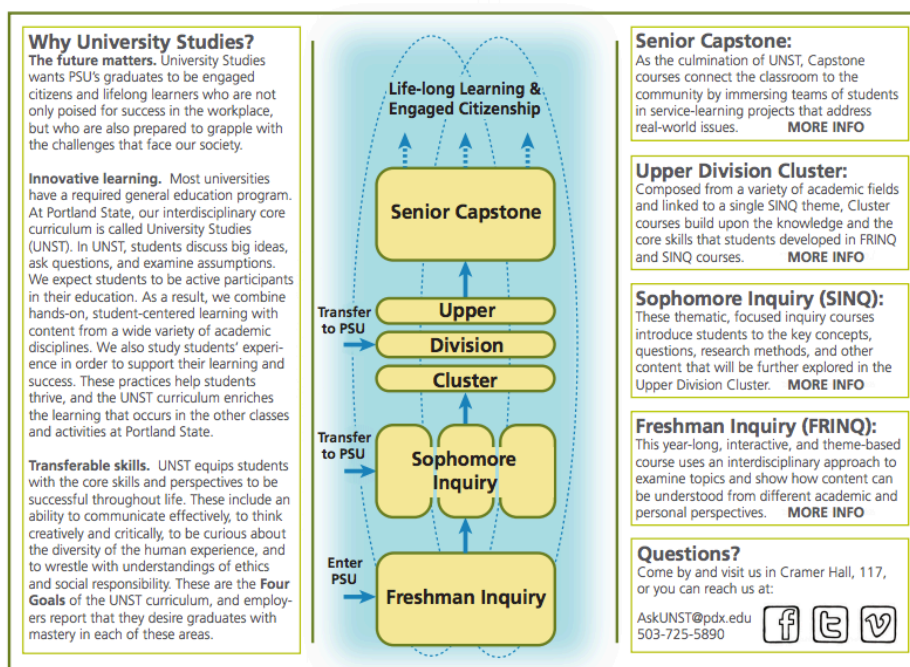 Why University Studies?
The future matters. University Studies
wants PSU's graduates to be engaged
citizens and lifelong learners who are not
only poised for success in the workplace,
but who are also prepared to grapple with
the challenges that face our society.
Innovative learning. Most universities
have a required general education program.
At Portland State, our interdisciplinary core
curriculum is called University Studies
(UNST). In UNST, students discuss big ideas,
ask questions, and examine assumptions.
We expect students to be active participants
in their education. As a result, we combine
hands-on, student-centered learning with
content from a wide variety of academic
disciplines. We also study students' experi-
ence in order to support their learning and
success. These practices help students
thrive, and the UNST curriculum enriches
the learning that occurs in the other classes
and activities at Portland State.
Transferable skills. UNST equips students
with the core skills and perspectives to be
successful throughout life. These include an
ability to communicate effectively, to think
creatively and critically, to be curious about
the diversity of the human experience, and
to wrestle with understandings of ethics
and social responsibility. These are the Four
Goals of the UNST curriculum, and employ-
ers report that they desire graduates with
mastery in each of these areas.
Life-long Learning &
Engaged Citizenship
Senior Capstone
Transfer
to PSU
Upper
Division
Cluster
Transfer
to PSU
Sophomore
Inquiry
Enter
PSU
Freshman Inquiry
Senior Capstone:
As the culmination of UNST, Capstone
courses connect the classroom to the
community by immersing teams of students
in service-learning projects that address
real-world issues. MORE INFO
Upper Division Cluster:
Composed from a variety of academic fields
and linked to a single SINQ theme, Cluster
courses build upon the knowledge and the
core skills that students developed in FRINQ
and SINQ courses. MORE INFO
Sophomore Inquiry (SINQ):
These thematic, focused inquiry courses
introduce students to the key concepts,
questions, research methods, and other
content that will be further explored in the
Upper Division Cluster. MORE INFO
Freshman Inquiry (FRINQ):
This year-long, interactive, and theme-based
course uses an interdisciplinary approach to
examine topics and show how content can
be understood from different academic and
personal perspectives. MORE INFO
Questions?
Come by and visit us in Cramer Hall, 117,
or you can reach us at:
AskUNST@pdx.edu
503-725-5890
f t v